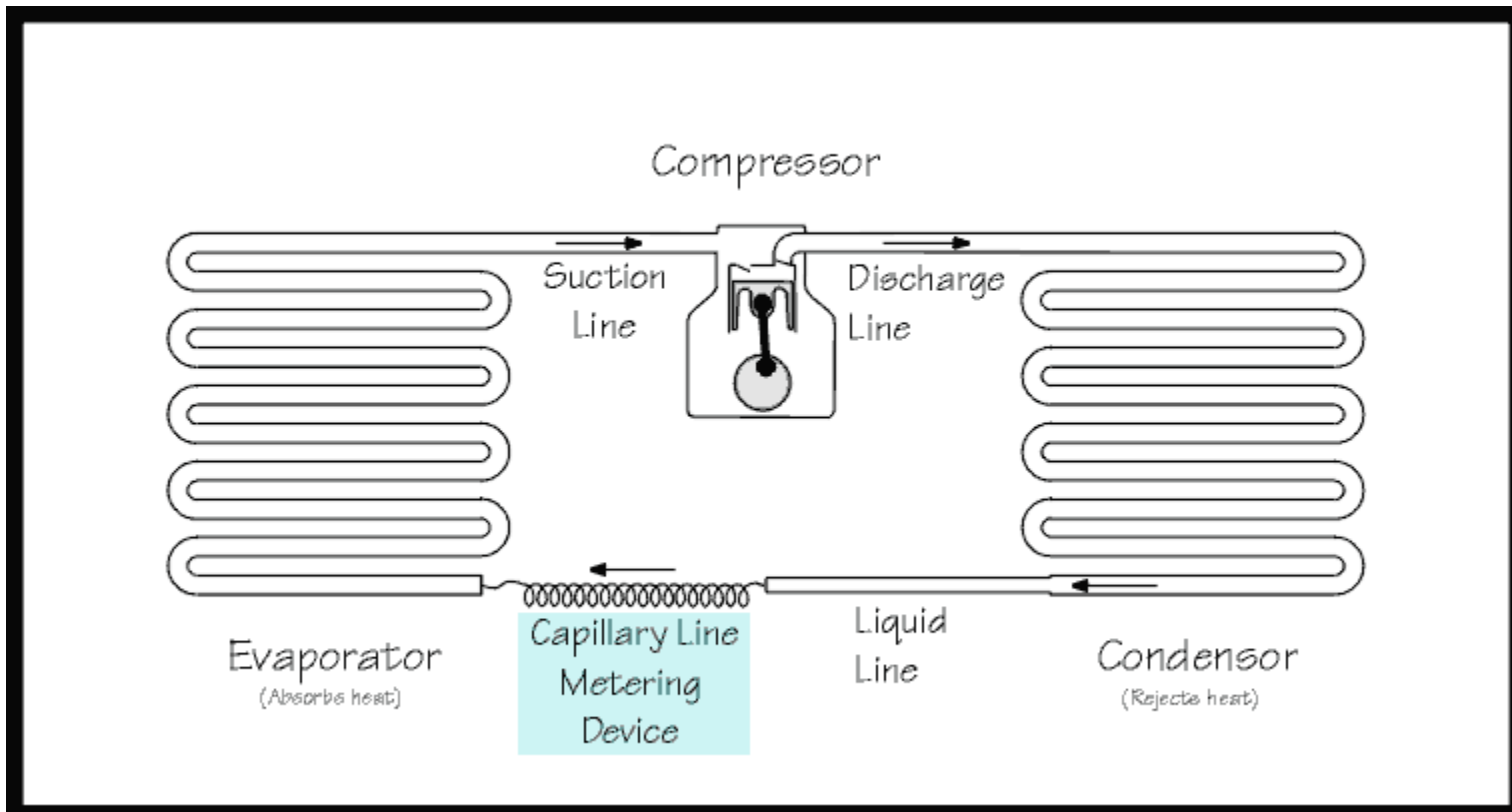 Compressor
Suction
Line
Discharge
Line
Evaporator
(Absorbs heat)
Capillary Line
Metering
Device
Liquid
Line
Condensor
(Rejects heat)